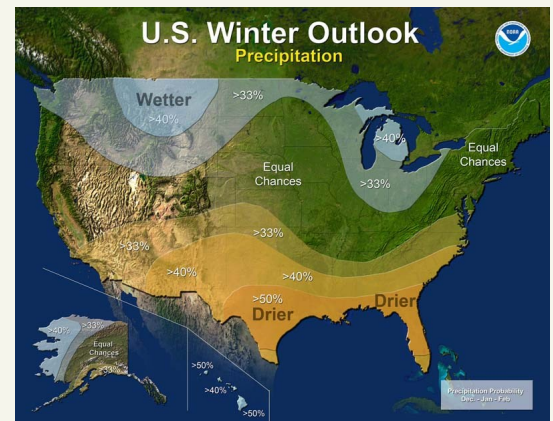 U.S. Winter Outlook
Precipitation
NOAA
Wetter
>40%
>33%
>40%
Equal
Chances
>33%
Equal
Chances
>33%
>33%
>40%
>40%
>50%
Drier
Drier
>40%
>33%
Equal
Chances
>33%
>50%
>40%
>50%
Precipitation Probability
Dec. - Jan - Feb